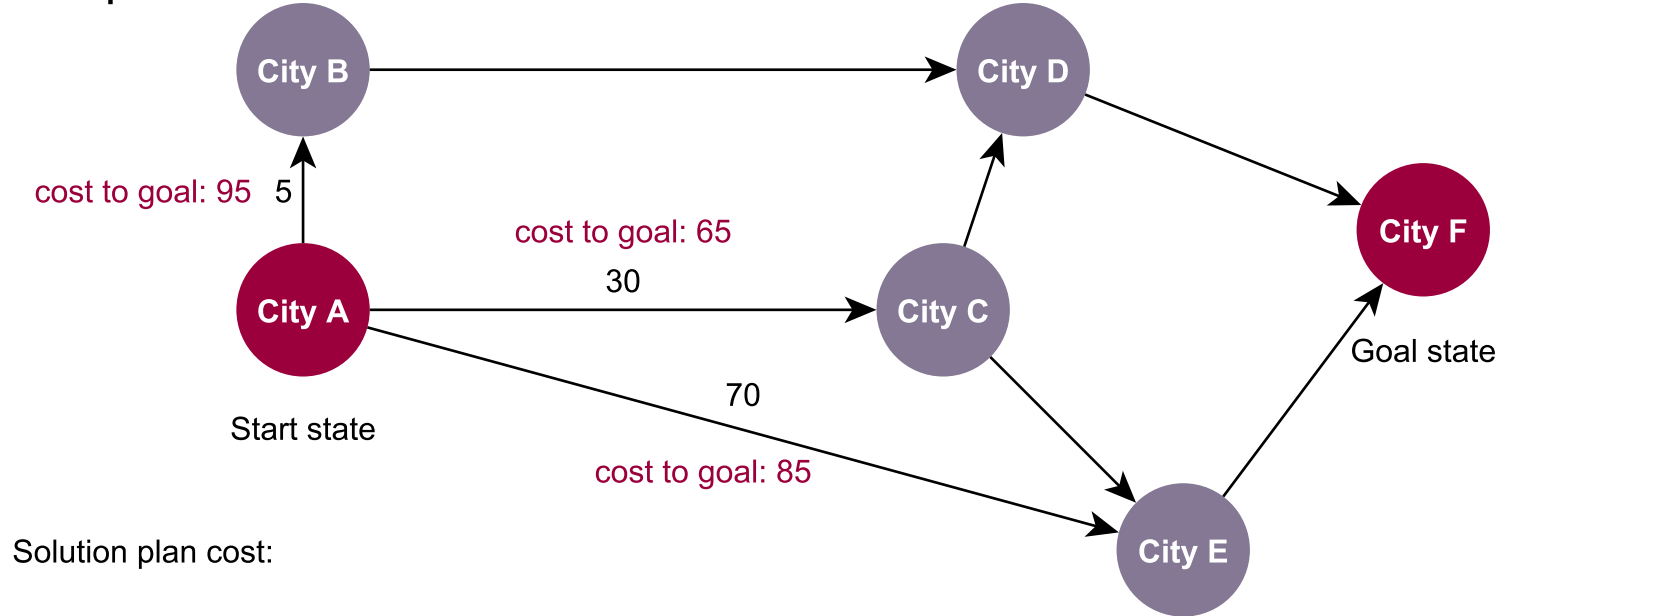 City B
City D
cost to goal: 95
5
cost to goal: 65
City F
30
City A
City C
Goal state
70
Start state
cost to goal: 85
Solution plan cost:
City E